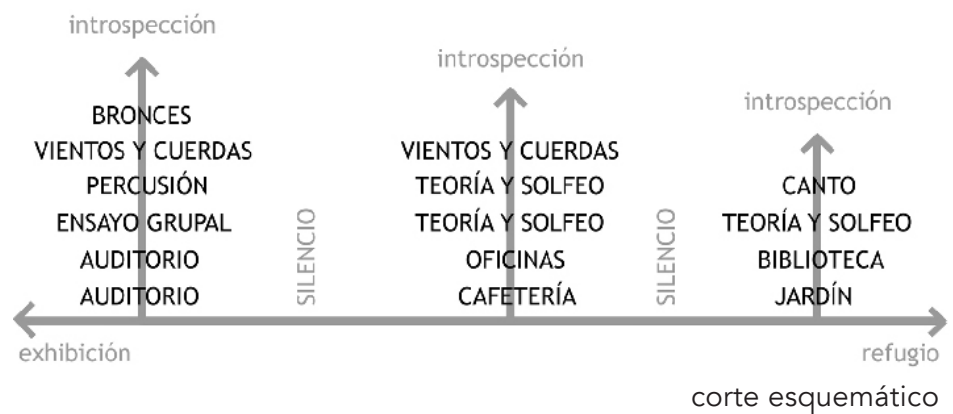 introspección
BRONCES
VIENTOS Y CUERDAS
PERCUSIÓN
ENSAYO GRUPAL
AUDITORIO
AUDITORIO
SILENCIO
introspección
VIENTOS Y CUERDAS
TEORÍA Y SOLFEO
TEORÍA Y SOLFEO
OFICINAS
CAFETERÍA
SILENCIO
introspección
CANTO
TEORÍA Y SOLFEO
BIBLIOTECA
JARDÍN
exhibición
refugio
corte esquemático